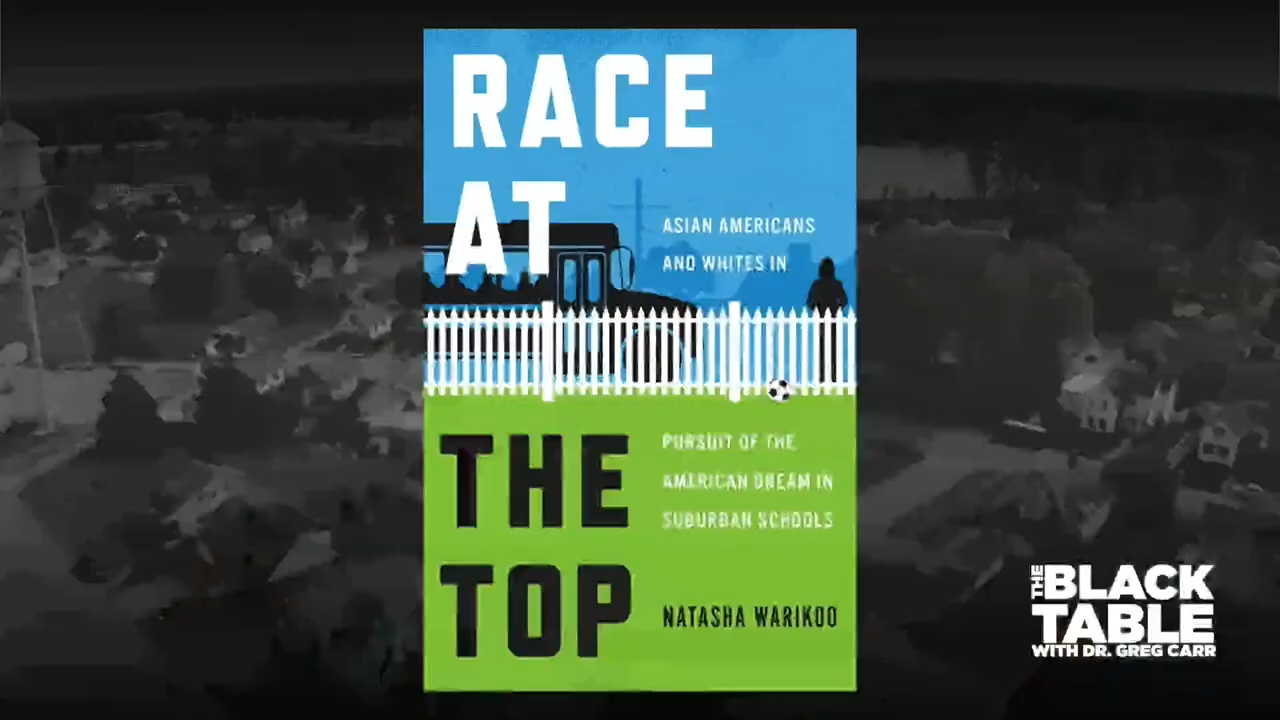 RACE
AT
ASIAN AMERICANS
AND WHITES IN
THE
TOP
PURSUIT OF THE
AMERICAN DREAM IN
SUBURBAN SCHOOLS
NATASHA WARIKOO
THE BLACK
TABLE
WITH DR. GREG CARR